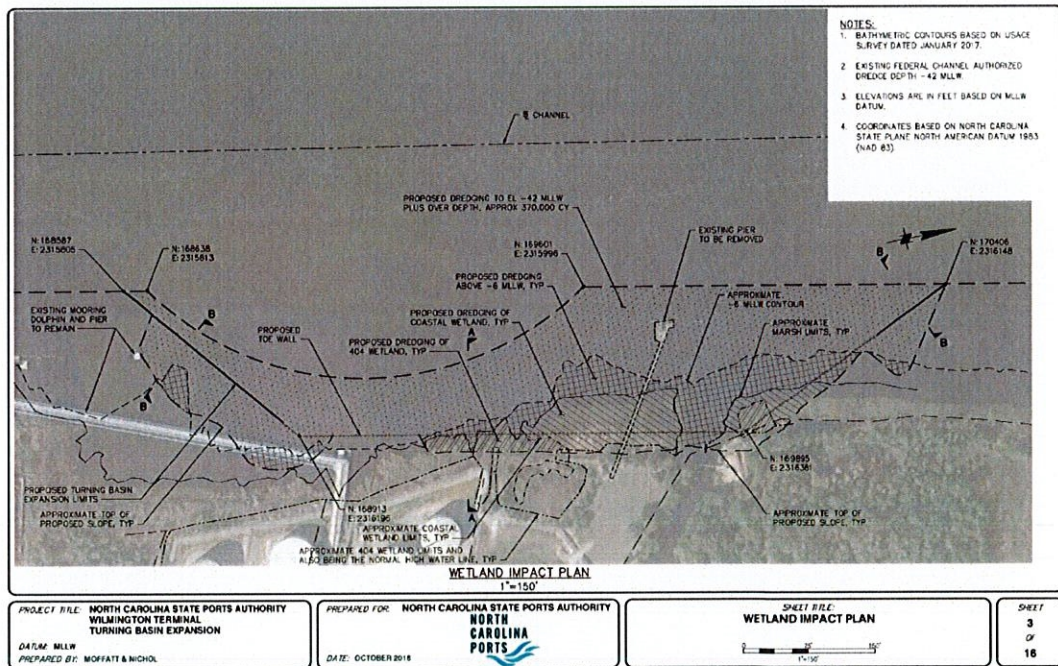 NOTES:
1. BATHYMETRIC CONTOURS BASED ON USACE
SURVEY DATED JANUARY 2017.
2 EXISTING FEDERAL CHANNEL AUTHORIZED
DREDGE DEPTH -42 MLLW.
3. ELEVATIONS ARE IN FEET BASED ON MLLW
DATUM.
4. COORDINATES BASED ON NORTH CAROLINA
STATE PLANE NORTH AMERICAN DATUM 1983
(NAD 83)
CHANNEL
PROPOSED DREDGING TO EL -42 MLLW
PLUS OVER DEPTH, APPROX 370,000 CY
N:168587
E:2315805
N:168638
E:2315813
N:169601
E:2315996
EXISTING PIER
TO BE REMOVED
N:170406
E:2316148
B
B
PROPOSED DREDGING
ABOVE -6 MLLW, TYP
APPROXIMATE
-6 MLLW CONTOUR
EXISTING MOORING
DOLPHIN AND PIER
TO REMAIN
B
PROPOSED
TOE WALL
A
PROPOSED DREDGING OF
COASTAL WETLAND, TYP
PROPOSED DREDGING OF
404 WETLAND, TYP
APPROXIMATE
MARSH LIMITS, TYP
B
PROPOSED TURNING BASIN
EXPANSION LIMITS
APPROXIMATE TOP OF
PROPOSED SLOPE, TYP
N:168913
E:2316196
A
APPROXIMATE COASTAL
WETLAND LIMITS, TYP
APPROXIMATE 404 WETLAND LIMITS AND
ALSO BEING THE NORMAL HIGH WATER LINE, TYP
N:169895
E:2316381
APPROXIMATE TOP OF
PROPOSED SLOPE, TYP
WETLAND IMPACT PLAN
1"=150'
PROJECT TITLE: NORTH CAROLINA STATE PORTS AUTHORITY
WILMINGTON TERMINAL
TURNING BASIN EXPANSION
DATUM: MLLW
PREPARED BY: MOFFATT & NICHOL
PREPARED FOR: NORTH CAROLINA STATE PORTS AUTHORITY
NORTH
CAROLINA
PORTS
DATE: OCTOBER 2018
SHEET TITLE:
WETLAND IMPACT PLAN
0 75' 150'
1"=150'
SHEET
3
OF
16